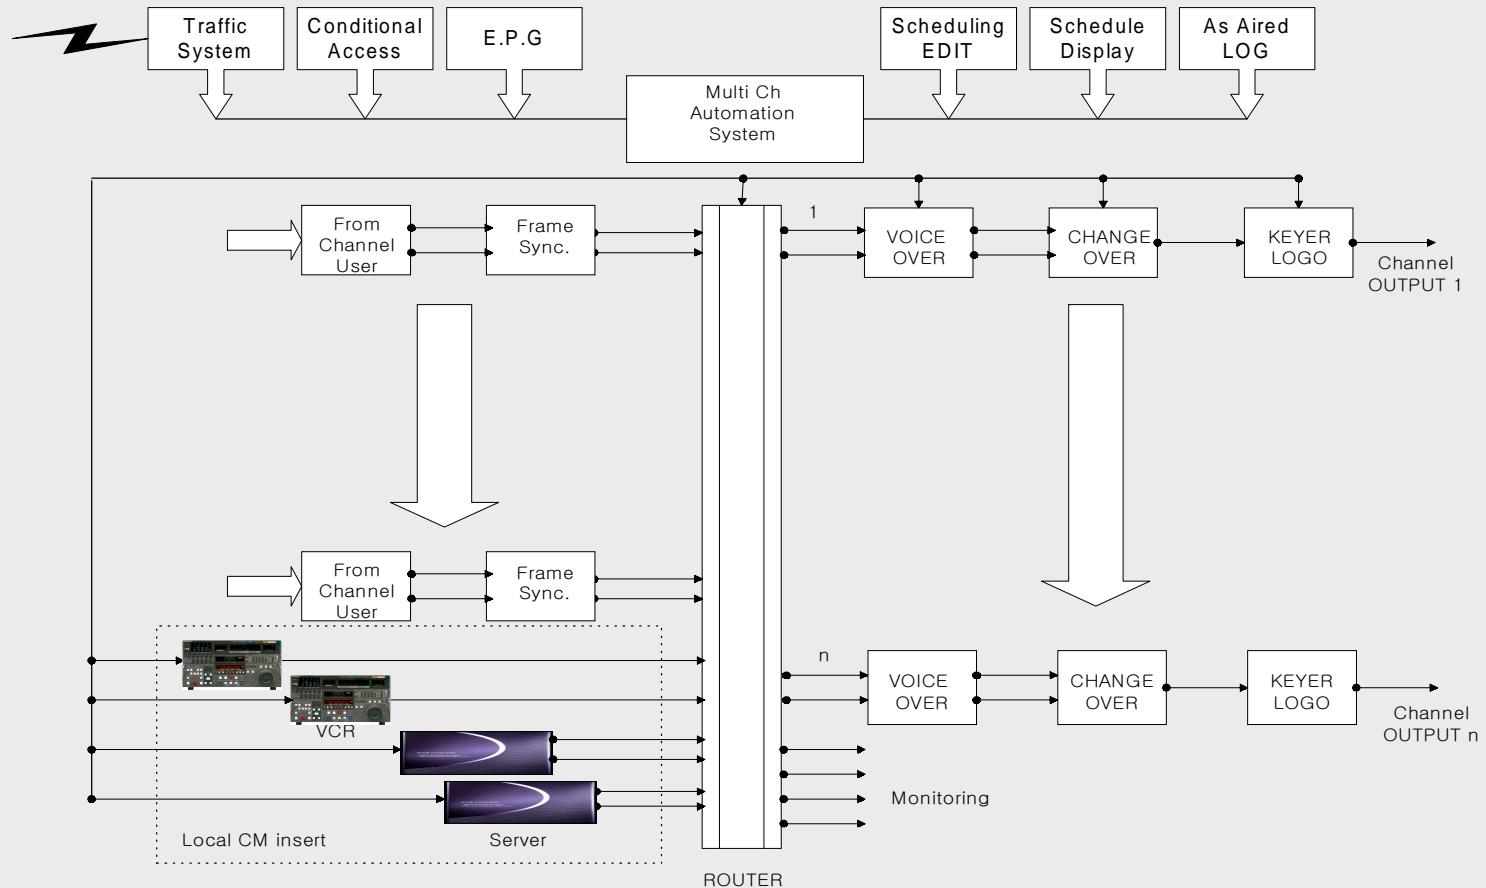 Traffic
System
Conditional
Access
E.P.G
Scheduling
EDIT
Schedule
Display
As Aired
LOG
Multi Ch
Automation
System
From
Channel
User
Frame
Sync.
1
VOICE
OVER
CHANGE
OVER
KEYER
LOGO
Channel
OUTPUT 1
From
Channel
User
Frame
Sync.
n
VOICE
OVER
CHANGE
OVER
KEYER
LOGO
Channel
OUTPUT n
VCR
Monitoring
Local CM insert
Server
ROUTER